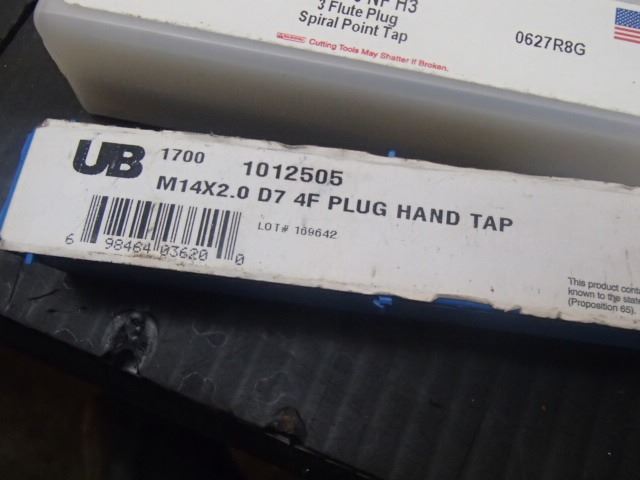 NF H3
3 Flute Plug
Spiral Point Tap
WARNING Cutting Tools May Shatter If Broken.
0627R8G
UB 1700 1012505
M14X2.0 D7 4F PLUG HAND TAP
LOT# 169642
6 98464 03620 0
This product conta
known to the state
(Proposition 65).